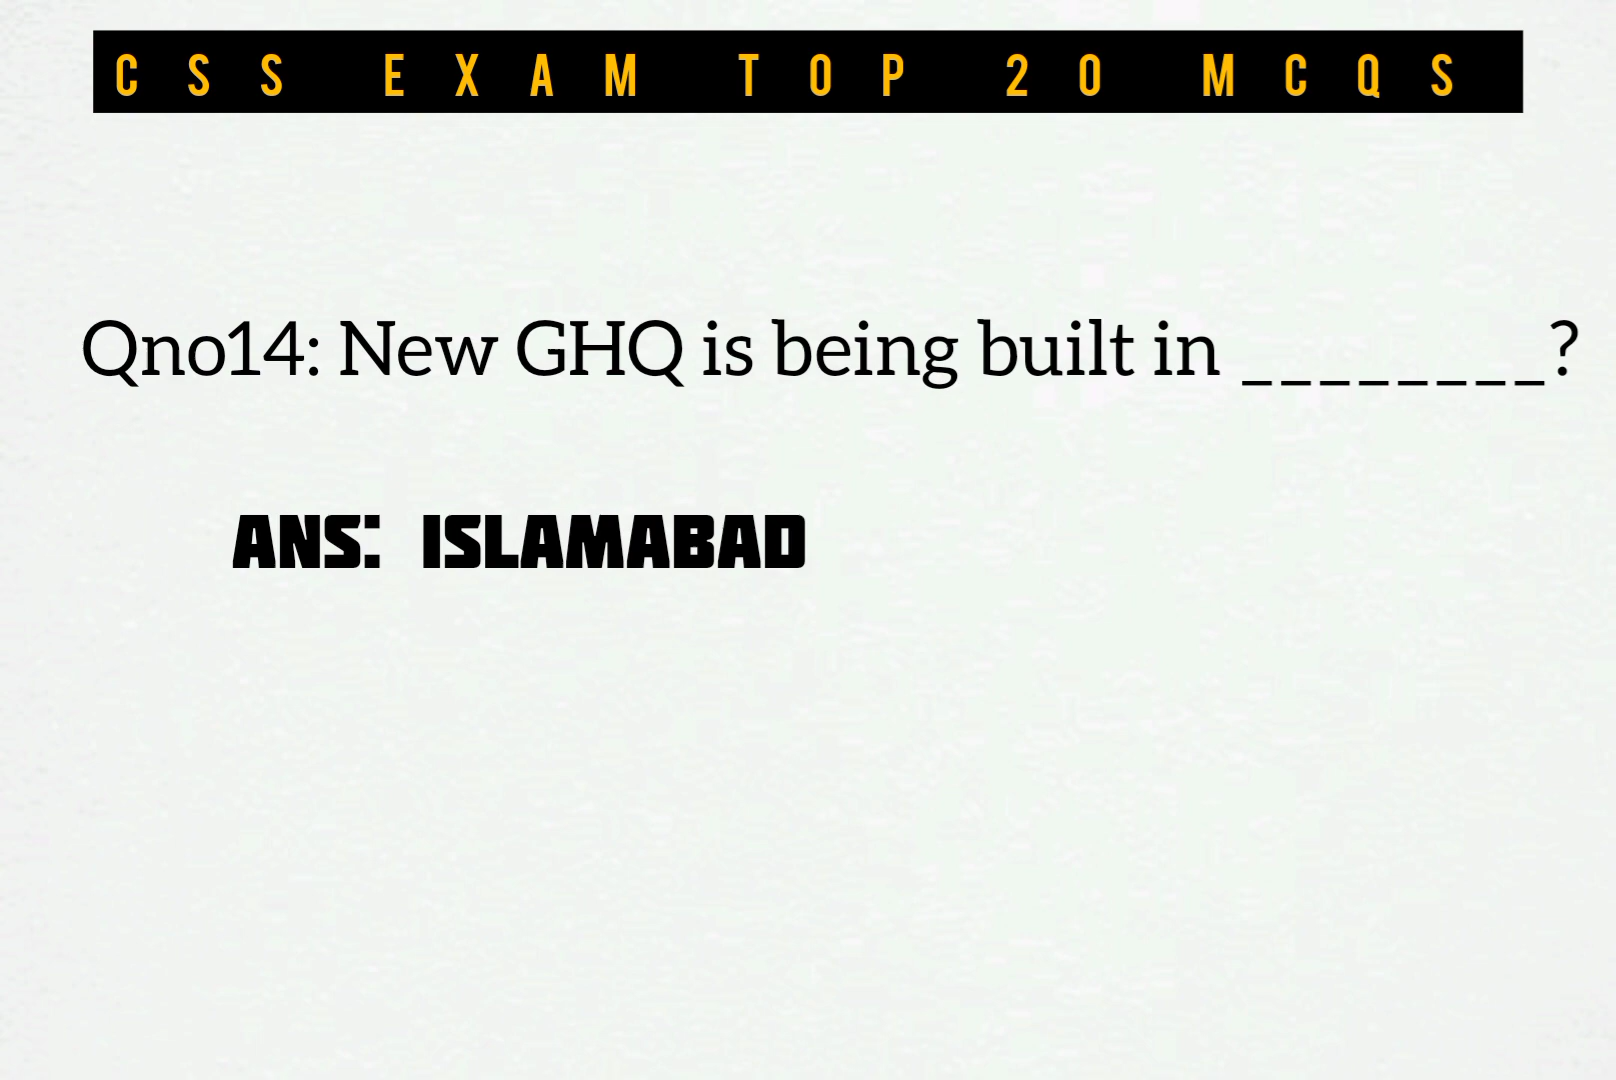 CSS EXAM TOP 20 MCQS
Qno14: New GHQ is being built in ________?
ANS: ISLAMABAD